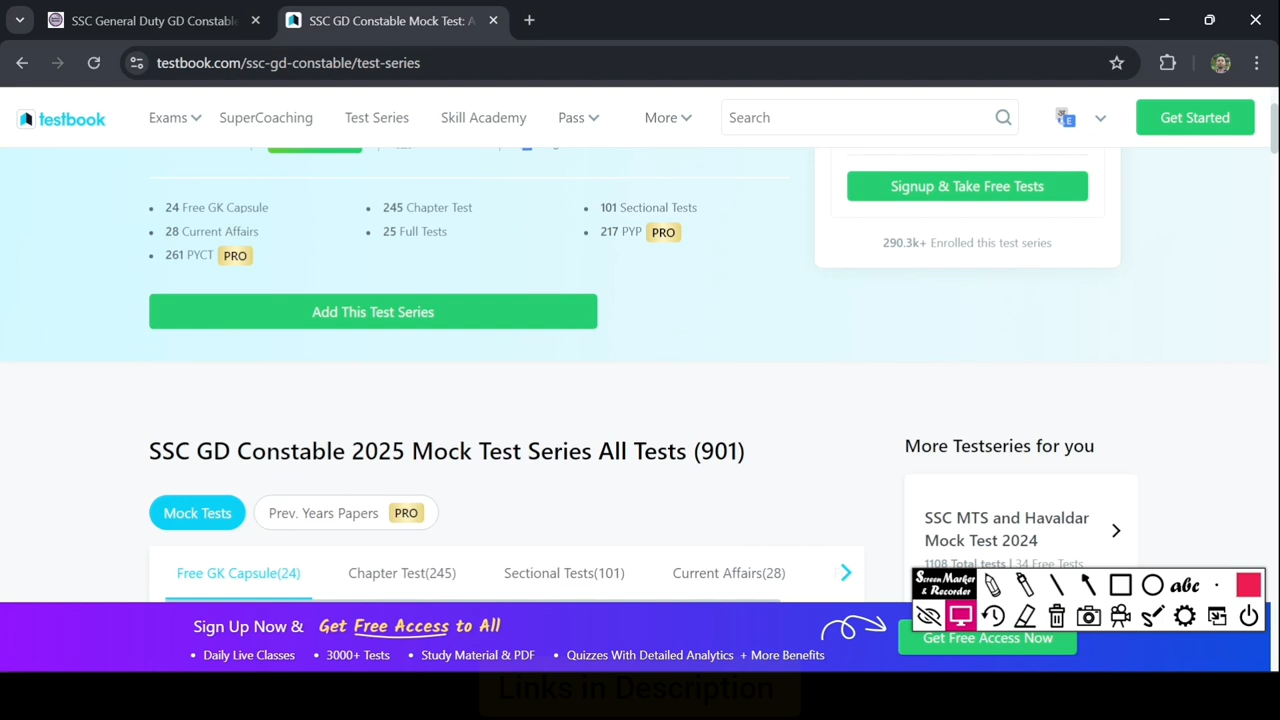 SSC General Duty GD Constable
SSC GD Constable Mock Test: A
testbook.com/ssc-gd-constable/test-series
testbook
Exams
SuperCoaching
Test Series
Skill Academy
Pass
More
Search
Get Started
24 Free GK Capsule
245 Chapter Test
101 Sectional Tests
28 Current Affairs
25 Full Tests
217 PYP PRO
261 PYCT PRO
Signup & Take Free Tests
290.3k+ Enrolled this test series
Add This Test Series
SSC GD Constable 2025 Mock Test Series All Tests (901)
More Testseries for you
Mock Tests
Prev. Years Papers PRO
SSC MTS and Havaldar
Mock Test 2024
1108 Total tests | 34 Free Tests
Free GK Capsule(24)
Chapter Test(245)
Sectional Tests(101)
Current Affairs(28)
Screen Marker
& Recorder
abc
Sign Up Now & Get Free Access to All
• Daily Live Classes • 3000+ Tests • Study Material & PDF • Quizzes With Detailed Analytics + More Benefits
Get Free Access Now
Links in Description